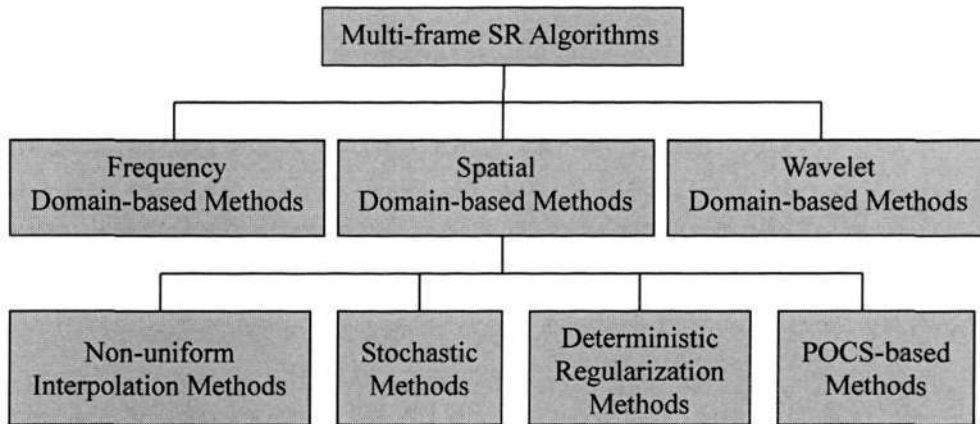 Multi-frame SR Algorithms
Frequency
Domain-based Methods
Spatial
Domain-based Methods
Wavelet
Domain-based Methods
Non-uniform
Interpolation Methods
Stochastic
Methods
Deterministic
Regularization
Methods
POCS-based
Methods